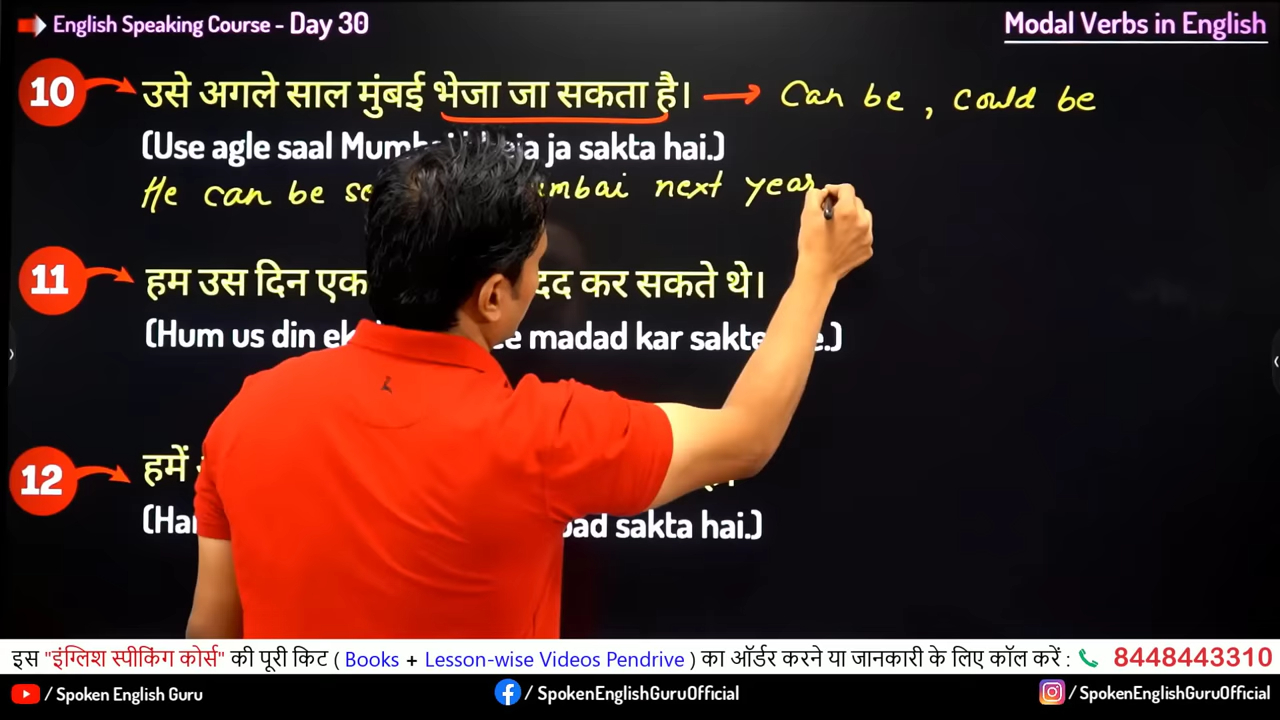 English Speaking Course - Day 30
Modal Verbs in English
10 उसे अगले साल मुंबई भेजा जा सकता है। → Can be, could be
(Use agle saal ja sakta hai.)
He can be next year
11 हम उस दिन एक कर सकते थे।
(Hum us din madad kar
12 हमें
sakta hai.)
इस "इंग्लिश स्पीकिंग कोर्स" की पूरी किट ( Books + Lesson-wise Videos Pendrive ) का ऑर्डर करने या जानकारी के लिए कॉल करें : 8448443310
/ Spoken English Guru
/ SpokenEnglishGuruOfficial
/ SpokenEnglishGuruOfficial